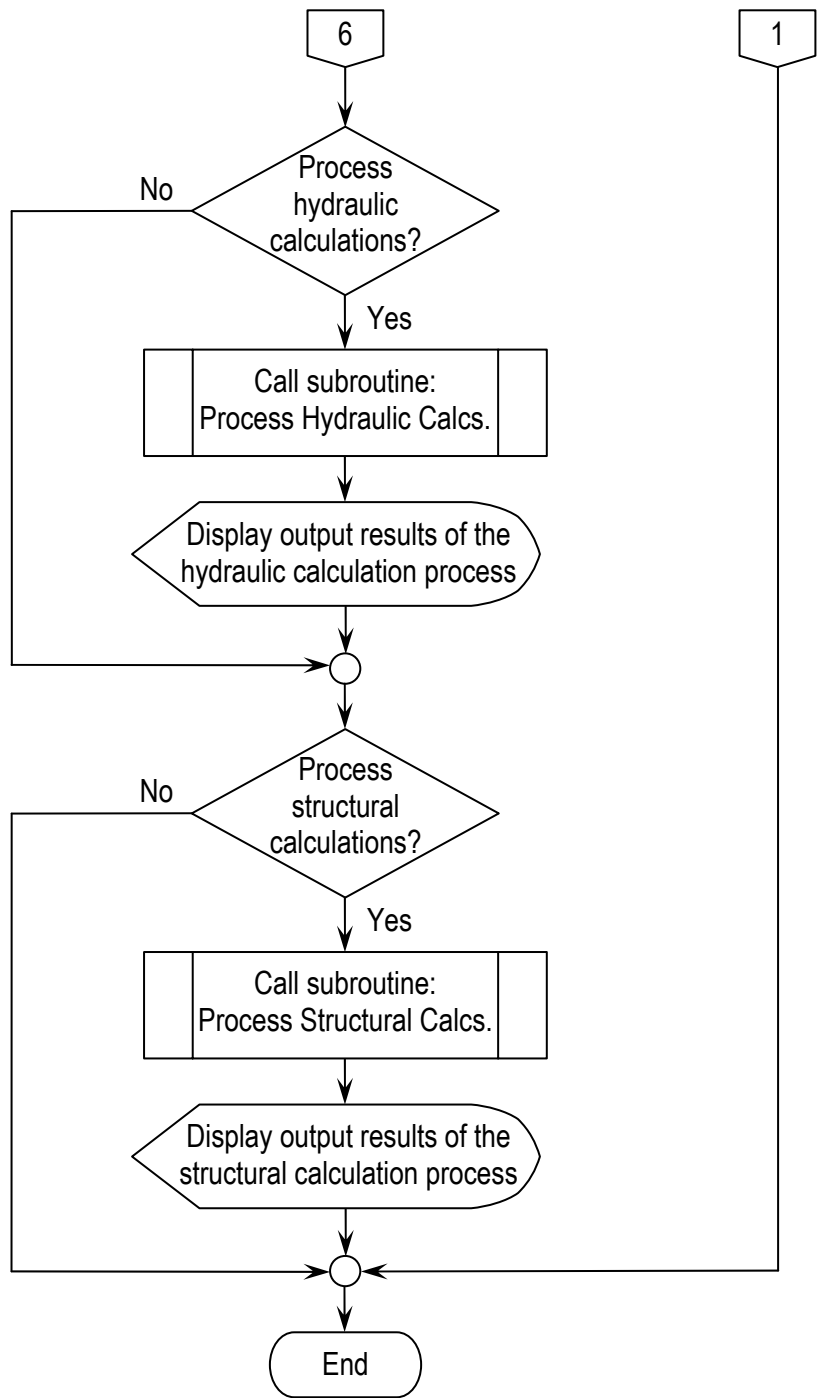 6
1
Process
hydraulic
calculations?
No
Yes
Call subroutine:
Process Hydraulic Calcs.
Display output results of the
hydraulic calculation process
Process
structural
calculations?
No
Yes
Call subroutine:
Process Structural Calcs.
Display output results of the
structural calculation process
End